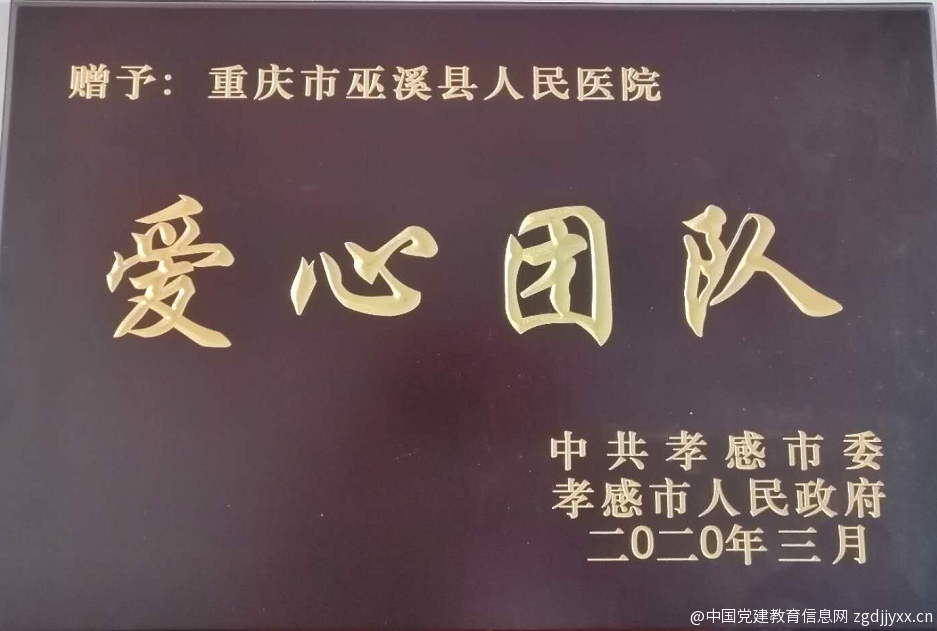 赠予：重庆市巫溪县人民医院
爱心团队
中共孝感市委
孝感市人民政府
二0二0年三月
@中国党建教育信息网 zgdjjyxx.cn